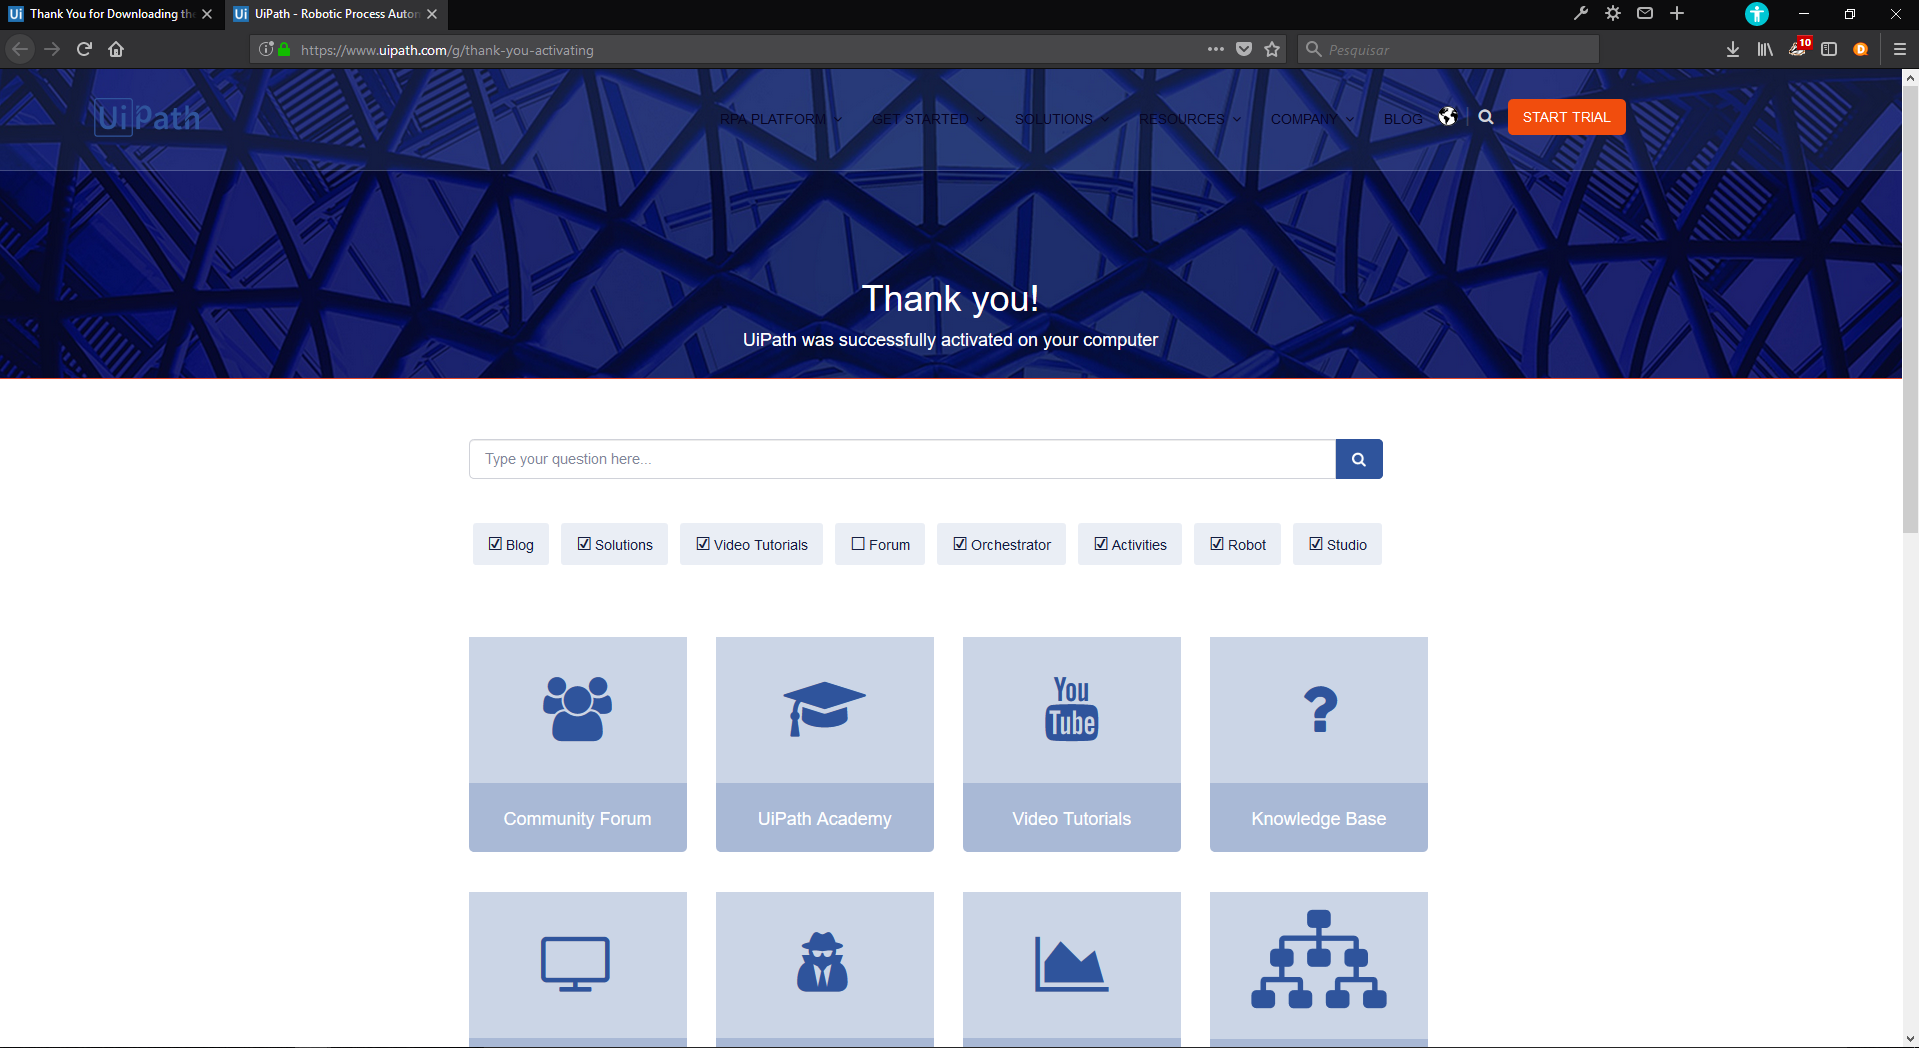 Ui Thank You for Downloading the
Ui UiPath - Robotic Process Auton
https://www.uipath.com/g/thank-you-activating
Pesquisar
10
D
UiPath
RPA PLATFORM
GET STARTED
SOLUTIONS
RESOURCES
COMPANY
BLOG
START TRIAL
Thank you!
UiPath was successfully activated on your computer
Type your question here...
Blog
Solutions
Video Tutorials
Forum
Orchestrator
Activities
Robot
Studio
You
Tube
?
Community Forum
UiPath Academy
Video Tutorials
Knowledge Base